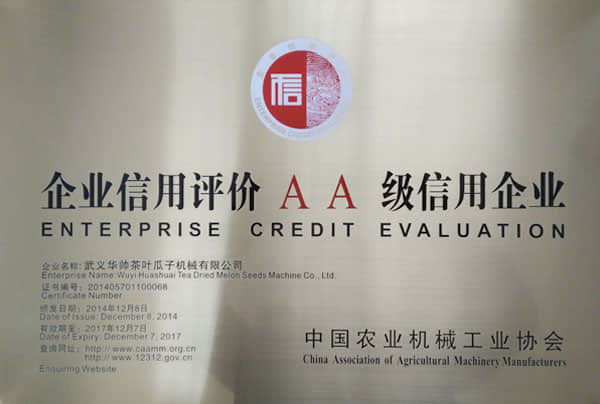 信
企业信用评价 AA 级信用企业
ENTERPRISE CREDIT EVALUATION
企业名称: 武义华帅茶叶瓜子机械有限公司
Enterprise Name: Wuyi Huashuai Tea Dried Melon Seeds Machine Co., Ltd.
证书编号: 201405701100068
Certificate Number
颁发日期: 2014年12月8日
Date of Issue: December 8, 2014
有效期至: 2017年12月7日
Date of Expiry: December 7, 2017
查询网址: http://www.caamm.org.cn
http://www.12312.gov.cn
Enquiring Website
中国农业机械工业协会
China Association of Agricultural Machinery Manufacturers